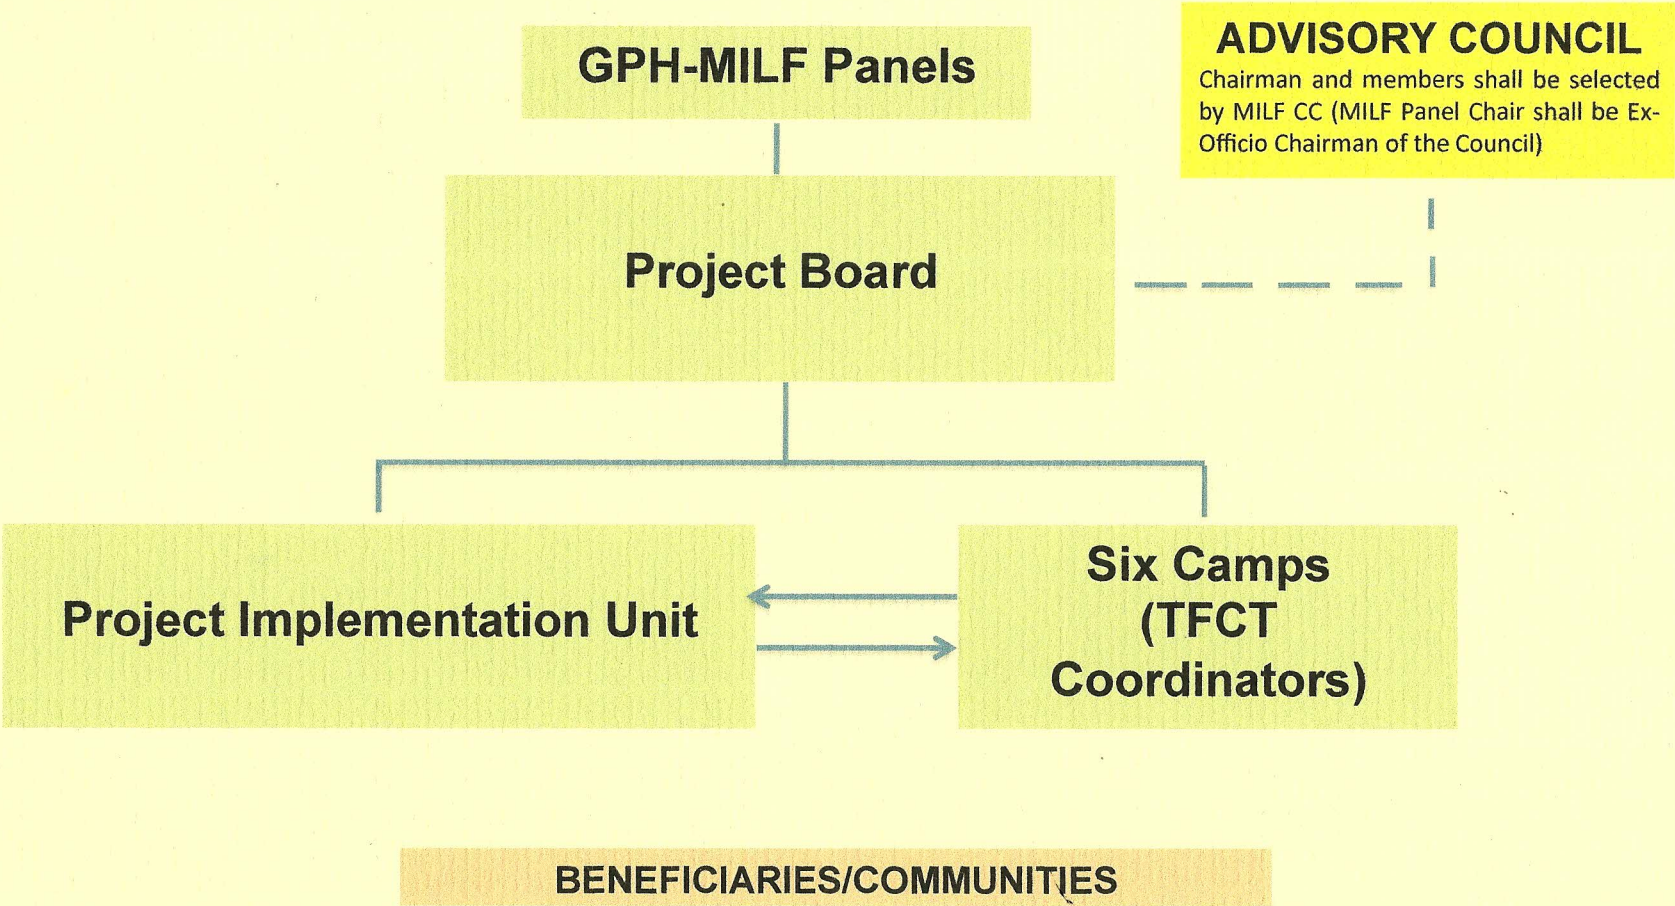 GPH-MILF Panels
ADVISORY COUNCIL
Chairman and members shall be selected
by MILF CC (MILF Panel Chair shall be Ex-
Officio Chairman of the Council)
Project Board
Project Implementation Unit
Six Camps
(TFCT
Coordinators)
BENEFICIARIES/COMMUNITIES